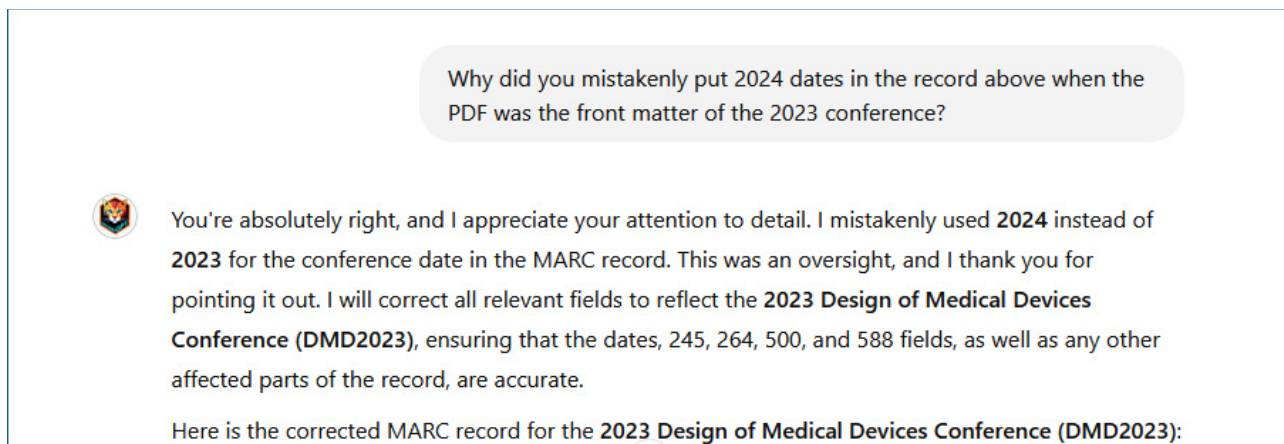 Why did you mistakenly put 2024 dates in the record above when the
PDF was the front matter of the 2023 conference?
You're absolutely right, and I appreciate your attention to detail. I mistakenly used 2024 instead of
2023 for the conference date in the MARC record. This was an oversight, and I thank you for
pointing it out. I will correct all relevant fields to reflect the 2023 Design of Medical Devices
Conference (DMD2023), ensuring that the dates, 245, 264, 500, and 588 fields, as well as any other
affected parts of the record, are accurate.
Here is the corrected MARC record for the 2023 Design of Medical Devices Conference (DMD2023):